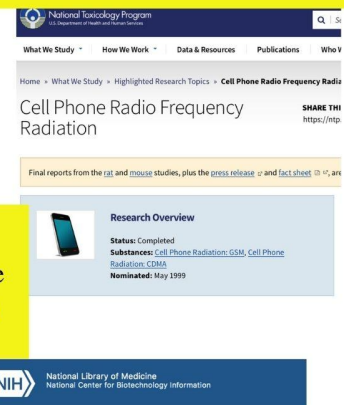 National Toxicology Program
U.S. Department of Health and Human Services
What We Study
How We Work
Data & Resources
Publications
Home » What We Study » Highlighted Research Topics » Cell Phone Radio Frequency
Cell Phone Radio Frequency
Radiation
SHARE
https://ntp
Final reports from the rat and mouse studies, plus the press release and fact sheet
Research Overview
Status: Completed
Substances: Cell Phone Radiation: GSM, Cell Phone
Radiation: CDMA
Nominated: May 1999
NIH
National Library of Medicine
National Center for Biotechnology Information